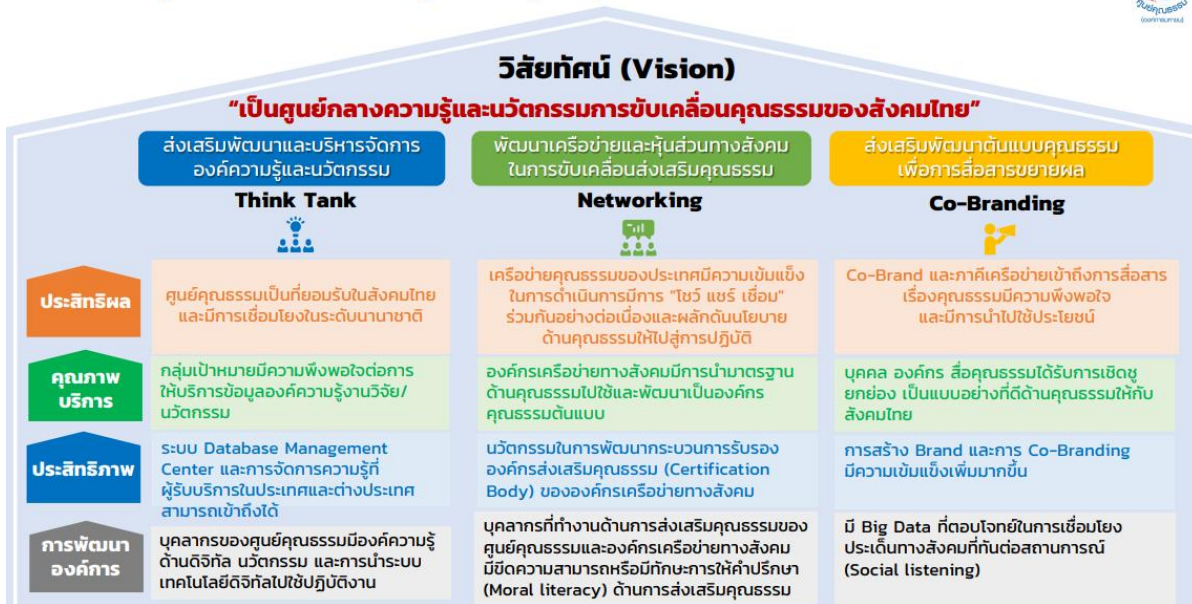 ศูนย์คุณธรรม
(องค์การมหาชน)
วิสัยทัศน์ (Vision)
“เป็นศูนย์กลางความรู้และนวัตกรรมการขับเคลื่อนคุณธรรมของสังคมไทย”
ส่งเสริมพัฒนาและบริหารจัดการ
องค์ความรู้และนวัตกรรม
Think Tank
พัฒนาเครือข่ายและหุ้นส่วนทางสังคม
ในการขับเคลื่อนส่งเสริมคุณธรรม
Networking
ส่งเสริมพัฒนาต้นแบบคุณธรรม
เพื่อการสื่อสารขยายผล
Co-Branding
ประสิทธิผล
ศูนย์คุณธรรมเป็นที่ยอมรับในสังคมไทย
และมีการเชื่อมโยงในระดับนานาชาติ
เครือข่ายคุณธรรมของประเทศมีความเข้มแข็ง
ในการดำเนินการมีการ "โชว์ แชร์ เชื่อม"
ร่วมกันอย่างต่อเนื่องและผลักดันนโยบาย
ด้านคุณธรรมให้ไปสู่การปฏิบัติ
Co-Brand และภาคีเครือข่ายเข้าถึงการสื่อสาร
เรื่องคุณธรรมมีความพึงพอใจ
และมีการนำไปใช้ประโยชน์
คุณภาพ
บริการ
กลุ่มเป้าหมายมีความพึงพอใจต่อการ
ให้บริการข้อมูลองค์ความรู้งานวิจัย/
นวัตกรรม
องค์กรเครือข่ายทางสังคมมีการนำมาตรฐาน
ด้านคุณธรรมไปใช้และพัฒนาเป็นองค์กร
คุณธรรมต้นแบบ
บุคคล องค์กร สื่อคุณธรรมได้รับการเชิดชู
ยกย่อง เป็นแบบอย่างที่ดีด้านคุณธรรมให้กับ
สังคมไทย
ประสิทธิภาพ
ระบบ Database Management
Center และการจัดการความรู้ที่
ผู้รับบริการในประเทศและต่างประเทศ
สามารถเข้าถึงได้
นวัตกรรมในการพัฒนากระบวนการรับรอง
องค์กรส่งเสริมคุณธรรม (Certification
Body) ขององค์กรเครือข่ายทางสังคม
การสร้าง Brand และการ Co-Branding
มีความเข้มแข็งเพิ่มมากขึ้น
การพัฒนา
องค์การ
บุคลากรของศูนย์คุณธรรมมีองค์ความรู้
ด้านดิจิทัล นวัตกรรม และการนำระบบ
เทคโนโลยีดิจิทัลไปใช้ปฏิบัติงาน
บุคลากรที่ทำงานด้านการส่งเสริมคุณธรรมของ
ศูนย์คุณธรรมและองค์กรเครือข่ายทางสังคม
มีขีดความสามารถหรือมีทักษะการให้คำปรึกษา
(Moral literacy) ด้านการส่งเสริมคุณธรรม
มี Big Data ที่ตอบโจทย์ในการเชื่อมโยง
ประเด็นทางสังคมที่ทันต่อสถานการณ์
(Social listening)